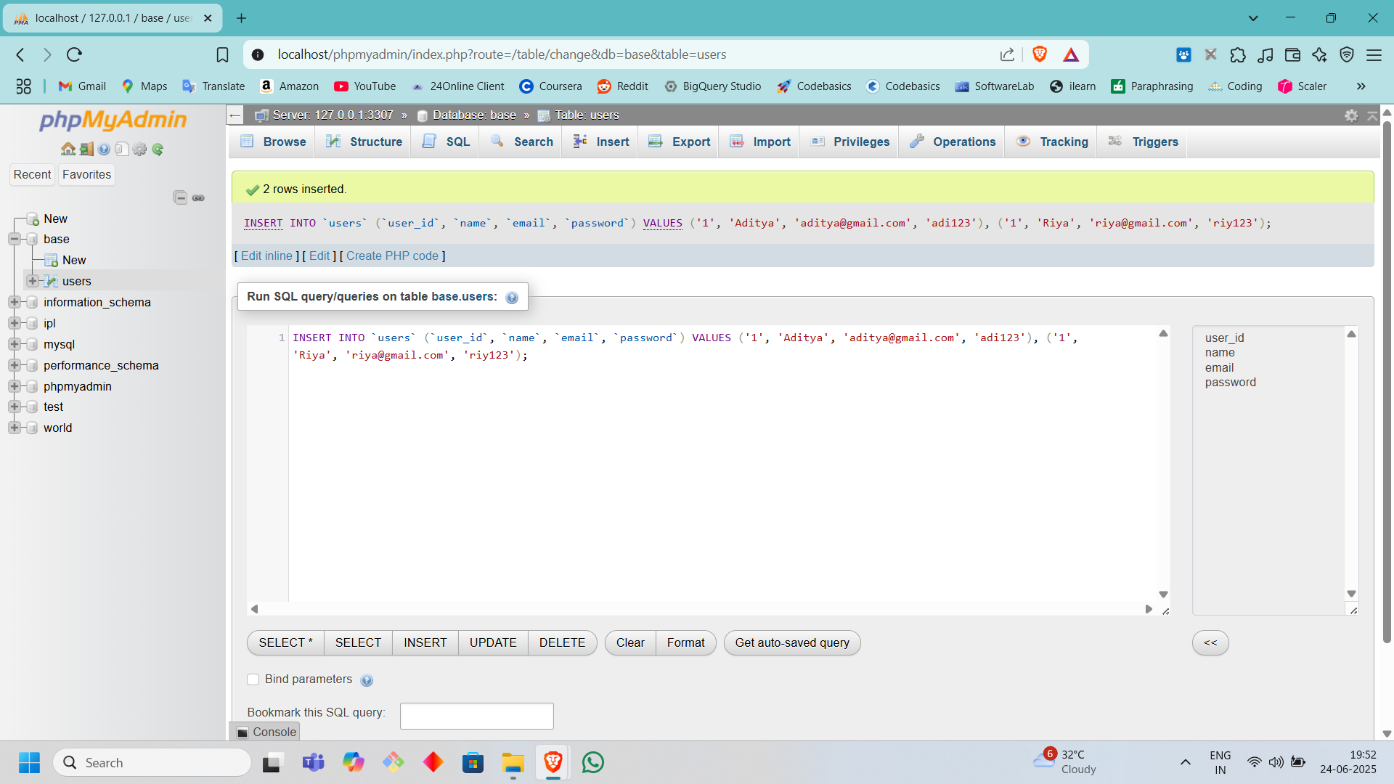 localhost / 127.0.0.1 / base / use
localhost/phpmyadmin/index.php?route=/table/change&db=base&table=users
Gmail Maps Translate Amazon YouTube 24Online Client Coursera Reddit BigQuery Studio Codebasics Codebasics SoftwareLab ilearn Paraphrasing Coding Scaler »
phpMyAdmin
Server: 127.0.0.1:3307 » Database: base » Table: users
Browse Structure SQL Search Insert Export Import Privileges Operations Tracking Triggers
Recent Favorites
New
base
New
users
information_schema
ipl
mysql
performance_schema
phpmyadmin
test
world
2 rows inserted.
INSERT INTO `users` (`user_id`, `name`, `email`, `password`) VALUES ('1', 'Aditya', 'aditya@gmail.com', 'adi123'), ('1', 'Riya', 'riya@gmail.com', 'riy123');
[ Edit inline ] [ Edit ] [ Create PHP code ]
Run SQL query/queries on table base.users:
1 INSERT INTO `users` (`user_id`, `name`, `email`, `password`) VALUES ('1', 'Aditya', 'aditya@gmail.com', 'adi123'), ('1',
'Riya', 'riya@gmail.com', 'riy123');
user_id
name
email
password
SELECT * SELECT INSERT UPDATE DELETE Clear Format Get auto-saved query <<
Bind parameters
Bookmark this SQL query:
Console
Search
6
32°C
Cloudy
ENG
IN
19:52
24-06-2025